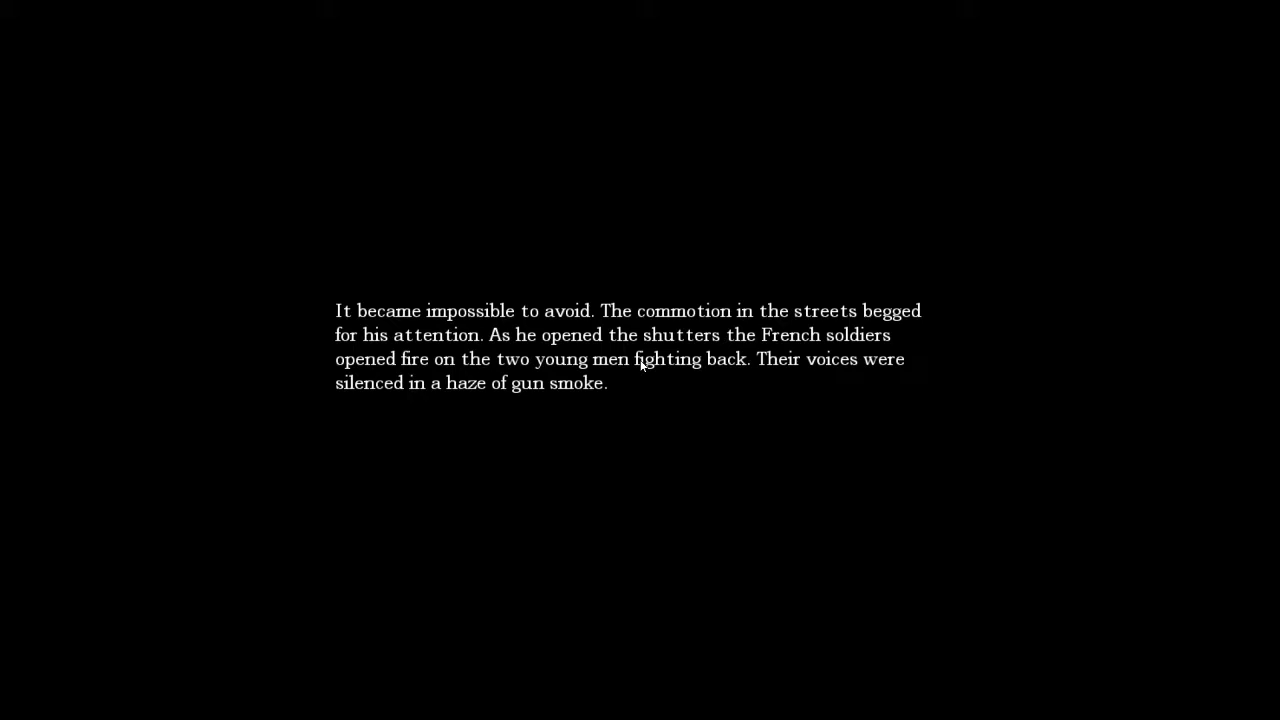 It became impossible to avoid. The commotion in the streets begged
for his attention. As he opened the shutters the French soldiers
opened fire on the two young men fighting back. Their voices were
silenced in a haze of gun smoke.